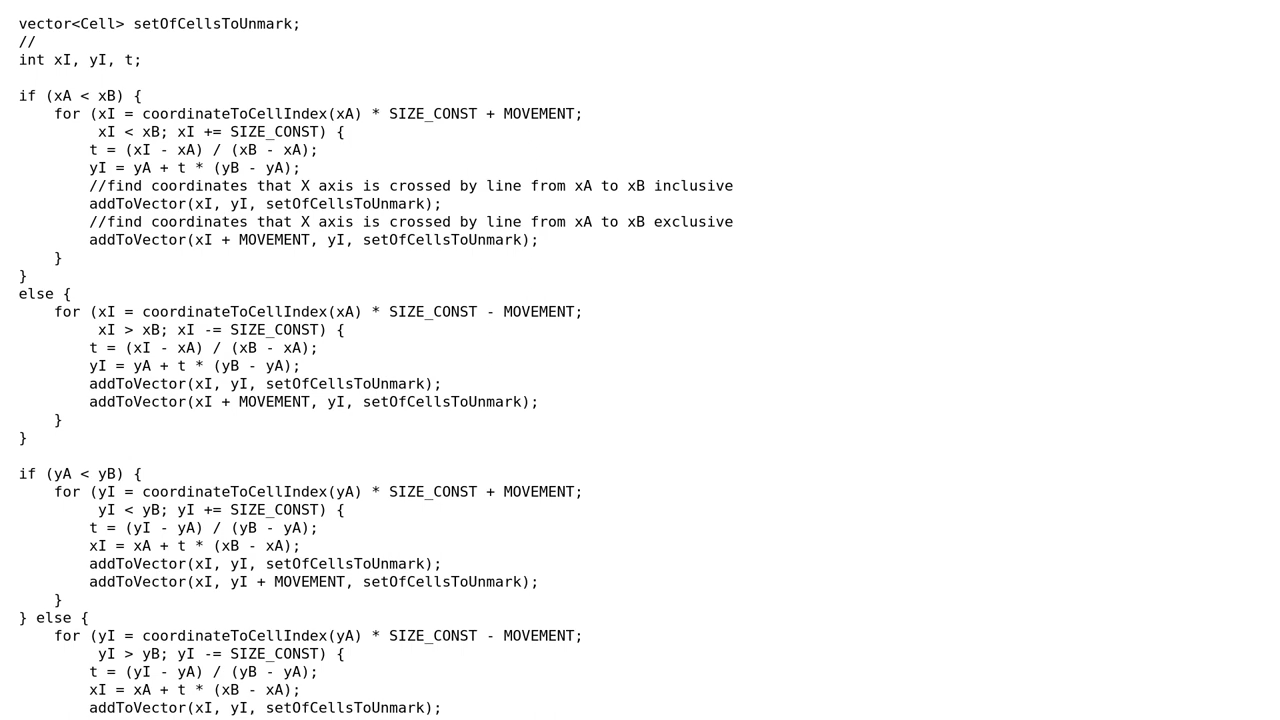 vector<Cell> setOfCellsToUnmark;
//
int xI, yI, t;

if (xA < xB) {
    for (xI = coordinateToCellIndex(xA) * SIZE_CONST + MOVEMENT;
         xI < xB; xI += SIZE_CONST) {
        t = (xI - xA) / (xB - xA);
        yI = yA + t * (yB - yA);
        //find coordinates that X axis is crossed by line from xA to xB inclusive
        addToVector(xI, yI, setOfCellsToUnmark);
        //find coordinates that X axis is crossed by line from xA to xB exclusive
        addToVector(xI + MOVEMENT, yI, setOfCellsToUnmark);
    }
}
else {
    for (xI = coordinateToCellIndex(xA) * SIZE_CONST - MOVEMENT;
         xI > xB; xI -= SIZE_CONST) {
        t = (xI - xA) / (xB - xA);
        yI = yA + t * (yB - yA);
        addToVector(xI, yI, setOfCellsToUnmark);
        addToVector(xI + MOVEMENT, yI, setOfCellsToUnmark);
    }
}

if (yA < yB) {
    for (yI = coordinateToCellIndex(yA) * SIZE_CONST + MOVEMENT;
         yI < yB; yI += SIZE_CONST) {
        t = (yI - yA) / (yB - yA);
        xI = xA + t * (xB - xA);
        addToVector(xI, yI, setOfCellsToUnmark);
        addToVector(xI, yI + MOVEMENT, setOfCellsToUnmark);
    }
} else {
    for (yI = coordinateToCellIndex(yA) * SIZE_CONST - MOVEMENT;
         yI > yB; yI -= SIZE_CONST) {
        t = (yI - yA) / (yB - yA);
        xI = xA + t * (xB - xA);
        addToVector(xI, yI, setOfCellsToUnmark);